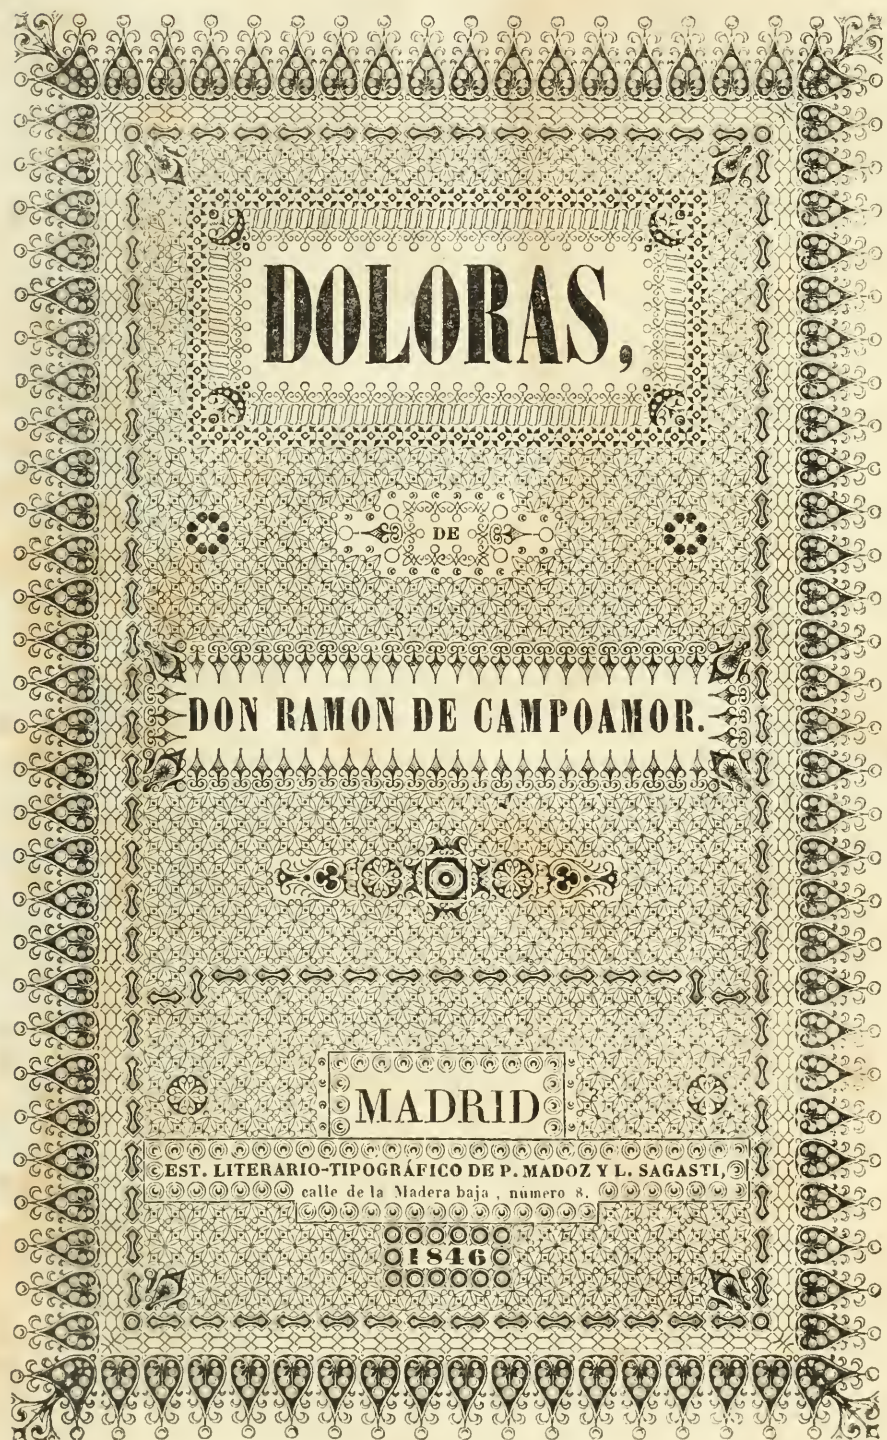 DOLORAS,
DE
DON RAMON DE CAMPOAMOR.
MADRID
EST. LITERARIO-TIPOGRÁFICO DE P. MADOZ Y L. SAGASTI,
calle de la Madera baja , número 8.
1846